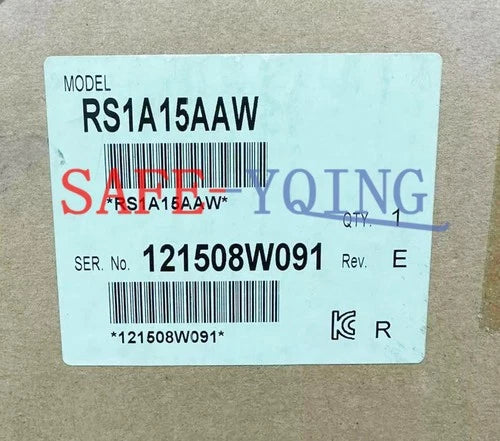 MODEL
RS1A15AAW
SAFE-YQING
*RS1A15AAW*
QTY. 1
SER. No. 121508W091 Rev. E
*121508W091*
R